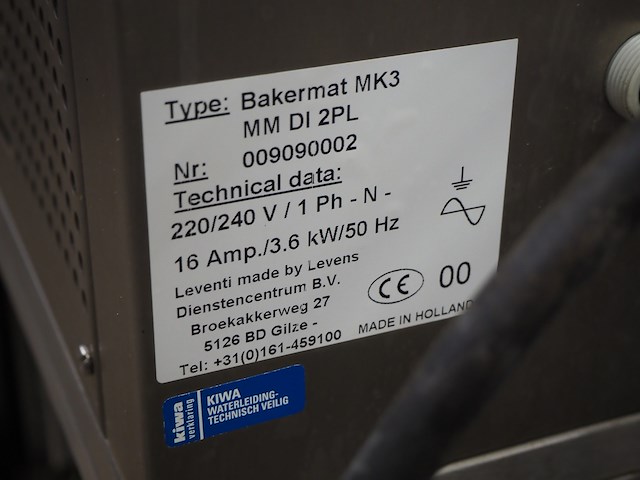 Type: Bakermat MK3
MM DI 2PL
Nr: 009090002
Technical data:
220/240 V / 1 Ph - N -
16 Amp./3.6 kW/50 Hz
Leventi made by Levens
Dienstencentrum B.V.
Broekakkerweg 27
5126 BD Gilze -
Tel: +31(0)161-459100
CE 00
MADE IN HOLLAND
kiwa
verklaring
KIWA
WATERLEIDING-
TECHNISCH VEILIG